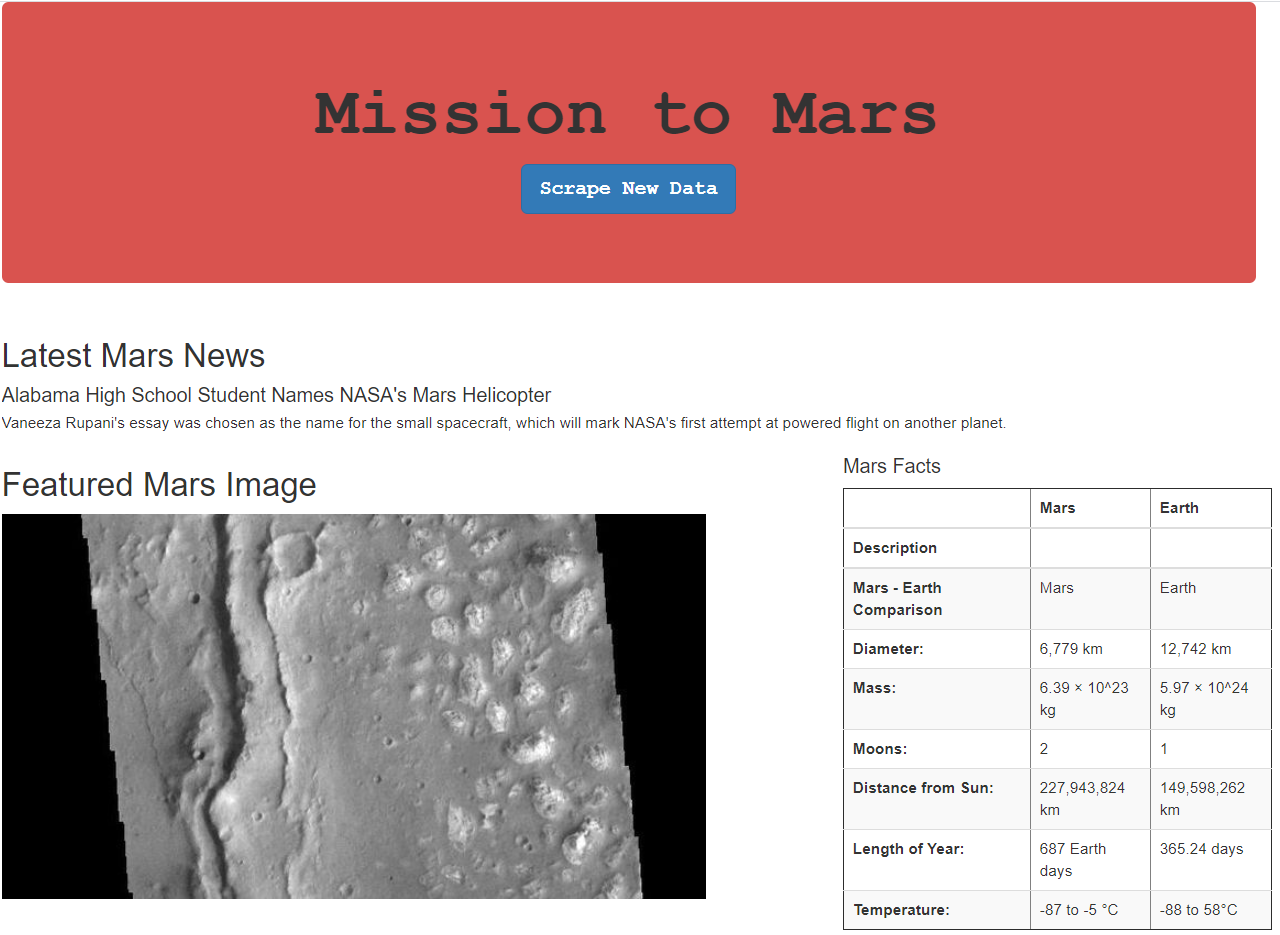 Mission to Mars
Scrape New Data
Latest Mars News
Alabama High School Student Names NASA's Mars Helicopter
Vaneeza Rupani's essay was chosen as the name for the small spacecraft, which will mark NASA's first attempt at powered flight on another planet.
Featured Mars Image
Mars Facts
Mars Earth
Description
Mars - Earth Mars Earth
Comparison
Diameter: 6,779 km 12,742 km
Mass: 6.39 × 10^23 5.97 × 10^24
kg kg
Moons: 2 1
Distance from Sun: 227,943,824 149,598,262
km km
Length of Year: 687 Earth 365.24 days
days
Temperature: -87 to -5 °C -88 to 58°C